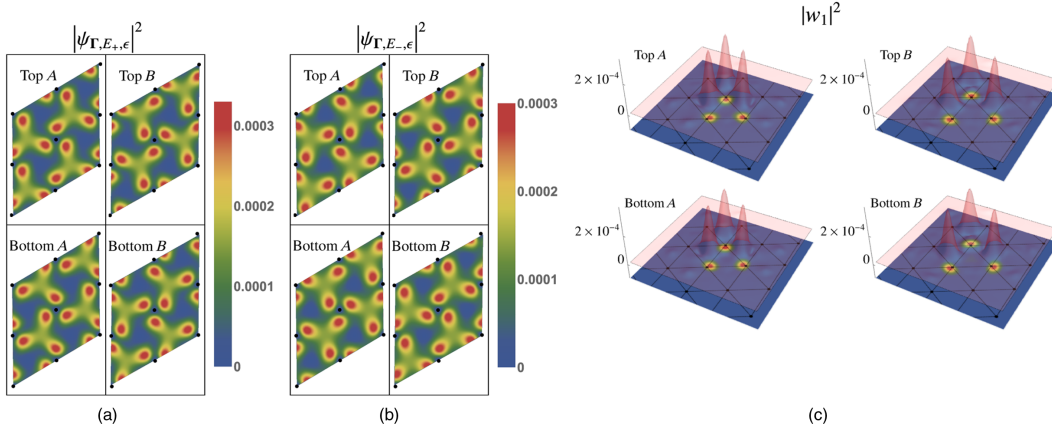 |ψ_{Γ,E₊,ϵ}|²
Top A
Top B
Bottom A
Bottom B
0.0003
0.0002
0.0001
0
(a)
|ψ_{Γ,E₋,ϵ}|²
Top A
Top B
Bottom A
Bottom B
0.0003
0.0002
0.0001
0
(b)
|w₁|²
Top A
2 × 10⁻⁴
0
Top B
2 × 10⁻⁴
0
Bottom A
2 × 10⁻⁴
0
Bottom B
2 × 10⁻⁴
0
(c)